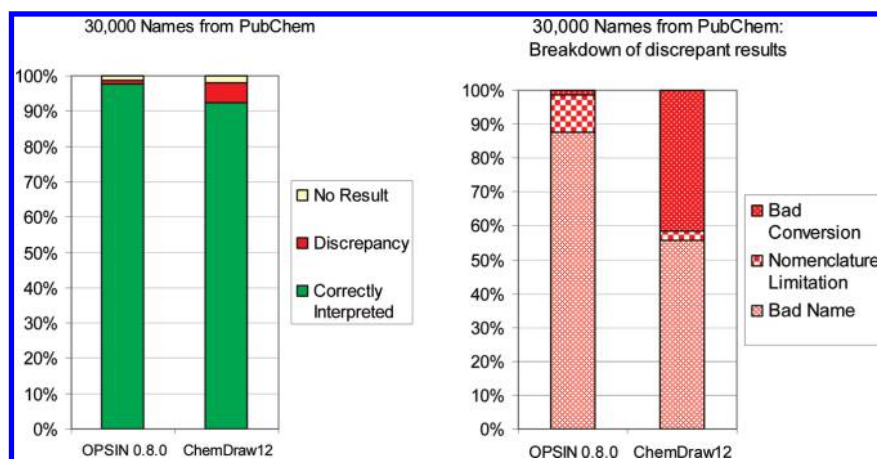 30,000 Names from PubChem
100%
90%
80%
70%
60%
50%
40%
30%
20%
10%
0%
OPSIN 0.8.0 ChemDraw12
No Result
Discrepancy
Correctly
Interpreted
30,000 Names from PubChem:
Breakdown of discrepant results
100%
90%
80%
70%
60%
50%
40%
30%
20%
10%
0%
OPSIN 0.8.0 ChemDraw12
Bad
Conversion
Nomenclature
Limitation
Bad Name